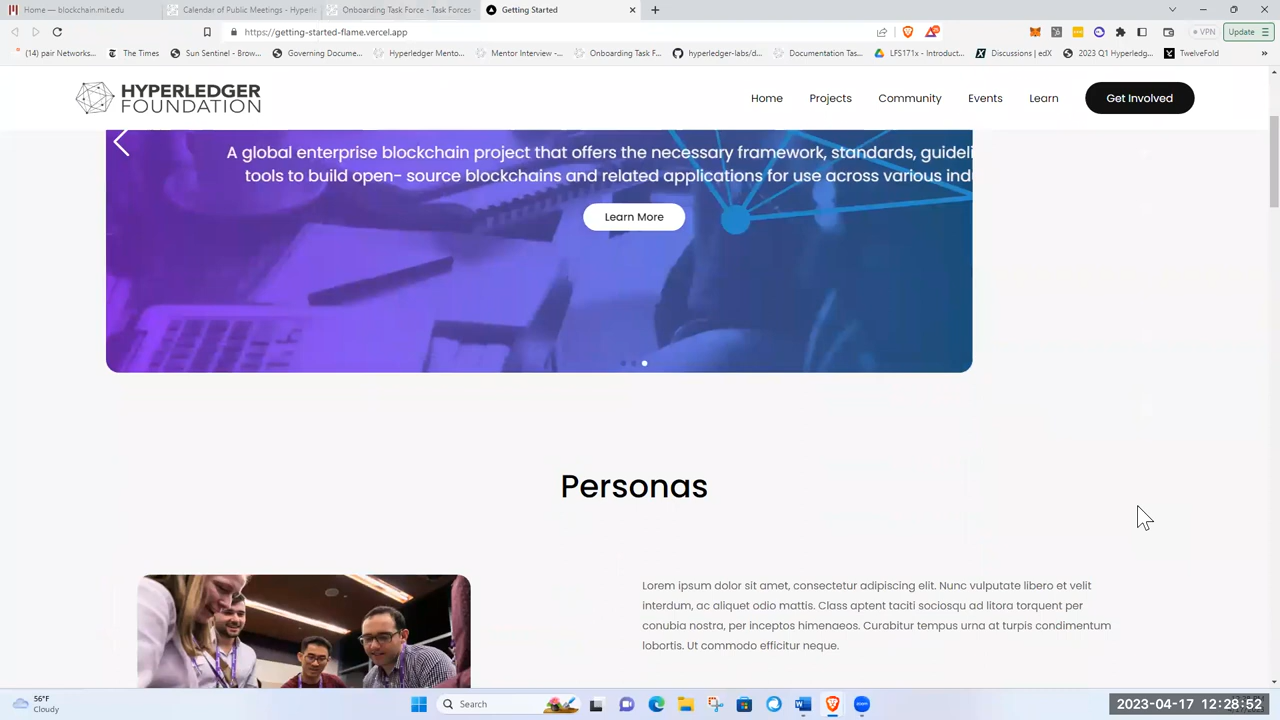 Home — blockchain.mit.edu
Calendar of Public Meetings - Hyperle
Onboarding Task Force - Task Forces
Getting Started
https://getting-started-flame.vercel.app
VPN
Update
(14) pair Networks...
The Times
Sun Sentinel - Brow...
Governing Docume...
Hyperledger Mento...
Mentor Interview -...
Onboarding Task F...
hyperledger-labs/d...
Documentation Tas...
LFS171x - Introduct...
Discussions | edX
2023 Q1 Hyperledg...
TwelveFold
HYPERLEDGER
FOUNDATION
Home
Projects
Community
Events
Learn
Get Involved
A global enterprise blockchain project that offers the necessary framework, standards, guideli
tools to build open- source blockchains and related applications for use across various indu
Learn More
Personas
Lorem ipsum dolor sit amet, consectetur adipiscing elit. Nunc vulputate libero et velit
interdum, ac aliquet odio mattis. Class aptent taciti sociosqu ad litora torquent per
conubia nostra, per inceptos himenaeos. Curabitur tempus urna at turpis condimentum
lobortis. Ut commodo efficitur neque.
56°F
Cloudy
Search
2023-04-17 12:28:52